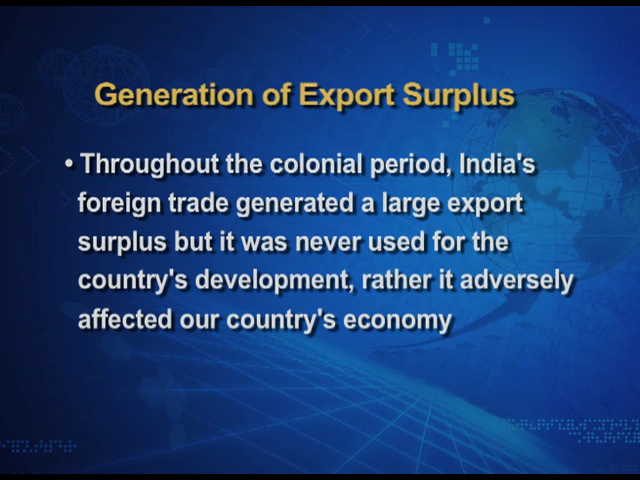 Generation of Export Surplus
• Throughout the colonial period, India's
foreign trade generated a large export
surplus but it was never used for the
country's development, rather it adversely
affected our country's economy